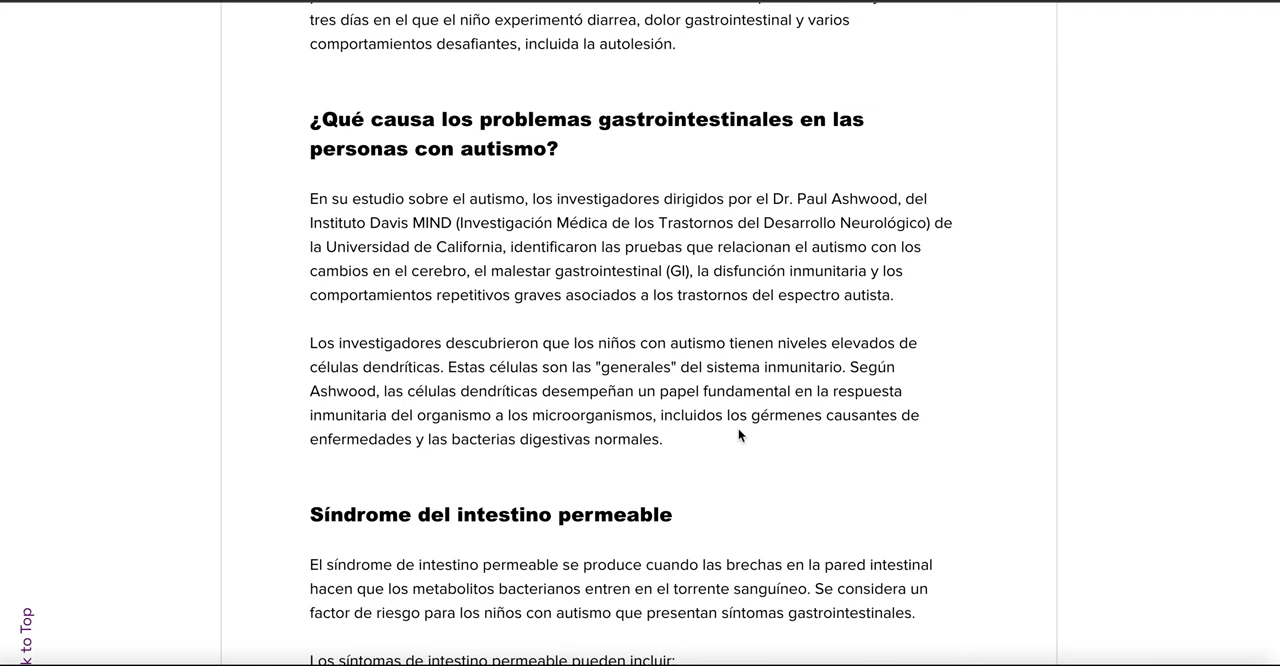 tres días en el que el niño experimentó diarrea, dolor gastrointestinal y varios
comportamientos desafiantes, incluida la autolesión.
¿Qué causa los problemas gastrointestinales en las
personas con autismo?
En su estudio sobre el autismo, los investigadores dirigidos por el Dr. Paul Ashwood, del
Instituto Davis MIND (Investigación Médica de los Trastornos del Desarrollo Neurológico) de
la Universidad de California, identificaron las pruebas que relacionan el autismo con los
cambios en el cerebro, el malestar gastrointestinal (GI), la disfunción inmunitaria y los
comportamientos repetitivos graves asociados a los trastornos del espectro autista.
Los investigadores descubrieron que los niños con autismo tienen niveles elevados de
células dendríticas. Estas células son las "generales" del sistema inmunitario. Según
Ashwood, las células dendríticas desempeñan un papel fundamental en la respuesta
inmunitaria del organismo a los microorganismos, incluidos los gérmenes causantes de
enfermedades y las bacterias digestivas normales.
Síndrome del intestino permeable
El síndrome de intestino permeable se produce cuando las brechas en la pared intestinal
hacen que los metabolitos bacterianos entren en el torrente sanguíneo. Se considera un
factor de riesgo para los niños con autismo que presentan síntomas gastrointestinales.
Los síntomas de intestino permeable pueden incluir:
k to Top